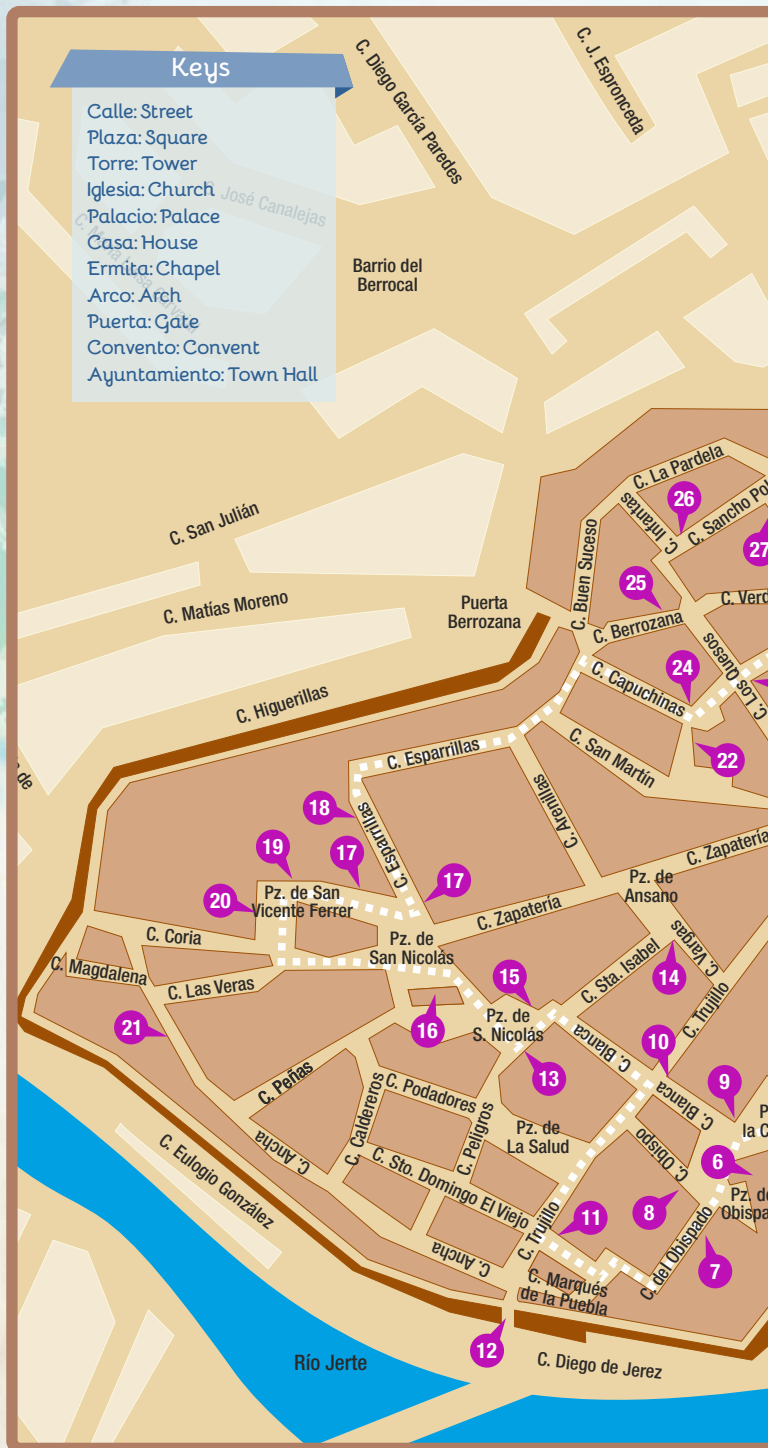 Keys
Calle: Street
Plaza: Square
Torre: Tower
Iglesia: Church
Palacio: Palace
Casa: House
Ermita: Chapel
Arco: Arch
Puerta: Gate
Convento: Convent
Ayuntamiento: Town Hall
C. José Canalejas
C. Diego García Paredes
C. J. Espronceda
Barrio del
Berrocal
C. La Pardela
26
C. Infantas
C. Sancho Pol
27
C. San Julián
C. Buen Suceso
25
C. Matías Moreno
Puerta
Berrozana
C. Berrozana
C. Verd
C. Los Quesos
24
C. Capuchinas
C. Higuerillas
C. San Martín
22
C. Esparrillas
de
18
C. Esparrillas
C. Arenillas
19
17
17
C. Zapatería
Pz. de
Ansano
20
Pz. de San
Vicente Ferrer
C. Zapatería
C. Coria
Pz. de
San Nicolás
C. Vargas
C. Magdalena
C. Las Veras
15
C. Sta. Isabel
14
C. Trujillo
21
16
Pz. de
S. Nicolás
C. Blanca
10
13
C. Peñas
C. Podadores
C. Blanca
9
C. Caldereros
C. Peligros
Pz. de
La Salud
P
la C
C. Ancha
C. Obispo
6
C. Eulogio González
C. Sto. Domingo El Viejo
Pz. de
Obispa
8
11
C. Trujillo
C. del Obispado
7
C. Ancha
C. Marqués
de la Puebla
12
Río Jerte
C. Diego de Jerez